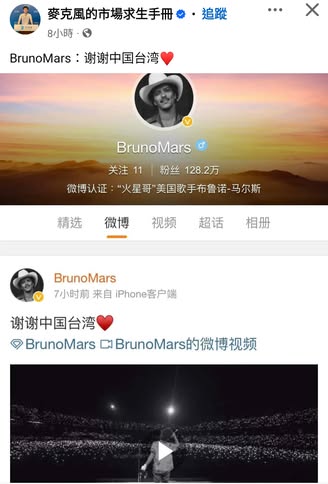 麥克風的市場求生手冊 · 追蹤
8小時 ·
BrunoMars：谢谢中国台湾❤️
BrunoMars
关注 11 | 粉丝 128.2万
微博认证：“火星哥”美国歌手布鲁诺-马尔斯
精选 微博 视频 超话 相册
BrunoMars
7小时前 来自 iPhone客户端
谢谢中国台湾❤️
BrunoMars BrunoMars的微博视频